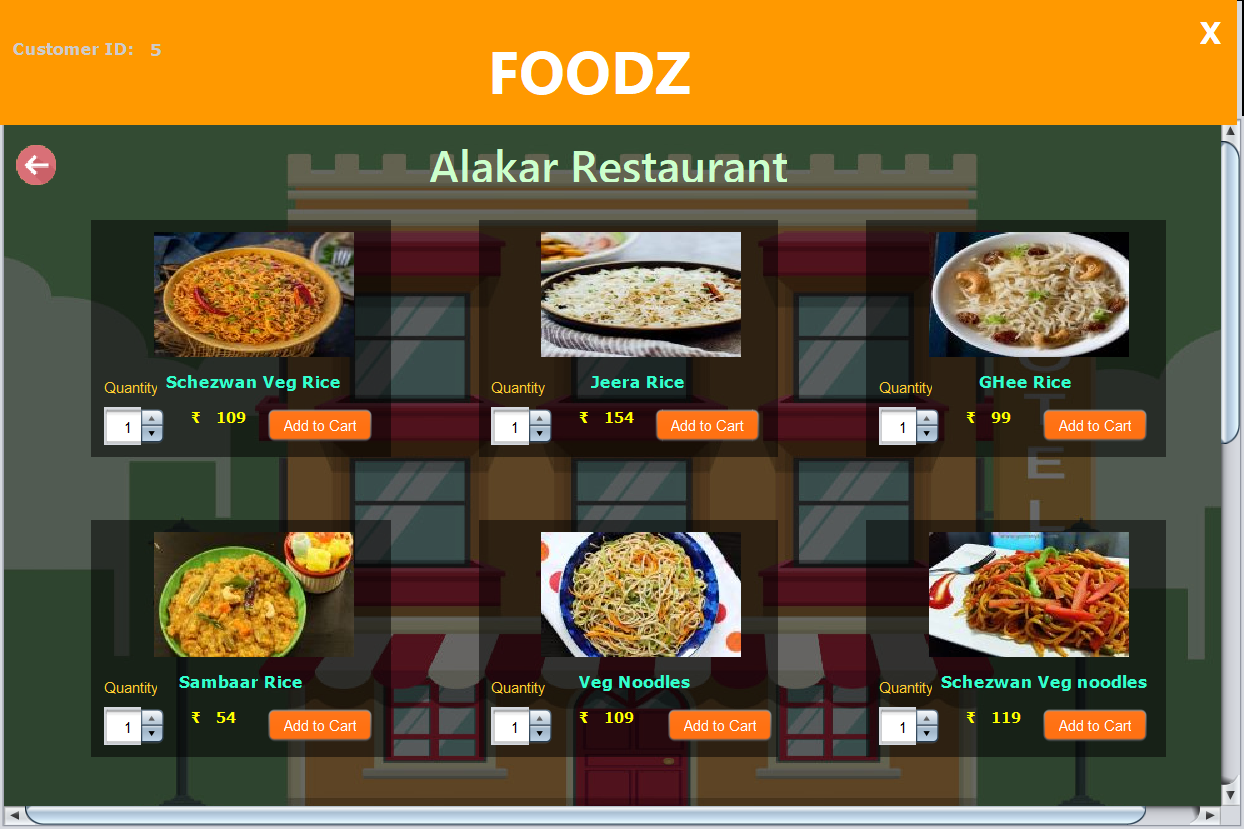 Customer ID: 5
X
FOODZ
Alakar Restaurant
Quantity Schezwan Veg Rice
1 ₹ 109 Add to Cart
Quantity Jeera Rice
1 ₹ 154 Add to Cart
Quantity GHee Rice
1 ₹ 99 Add to Cart
O
T
E
L
Quantity Sambaar Rice
1 ₹ 54 Add to Cart
Quantity Veg Noodles
1 ₹ 109 Add to Cart
Quantity Schezwan Veg noodles
1 ₹ 119 Add to Cart